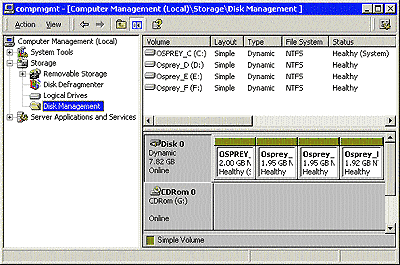 compmgmt - [Computer Management (Local)\Storage\Disk Management ]
Action View
Computer Management (Local)
System Tools
Storage
Removable Storage
Disk Defragmenter
Logical Drives
Disk Management
Server Applications and Services
Volume Layout Type File System Status
OSPREY_C (C:) Simple Dynamic NTFS Healthy (System)
Osprey_D (D:) Simple Dynamic NTFS Healthy
Osprey_E (E:) Simple Dynamic NTFS Healthy
Osprey_F (F:) Simple Dynamic NTFS Healthy
Disk 0
Dynamic
7.82 GB
Online
OSPREY_
2.00 GB N
Healthy (S
Osprey_
1.95 GB N
Healthy
Osprey_
1.95 GB N
Healthy
Osprey_
1.92 GB N
Healthy
CDRom 0
CDRom (G:)
Online
Simple Volume